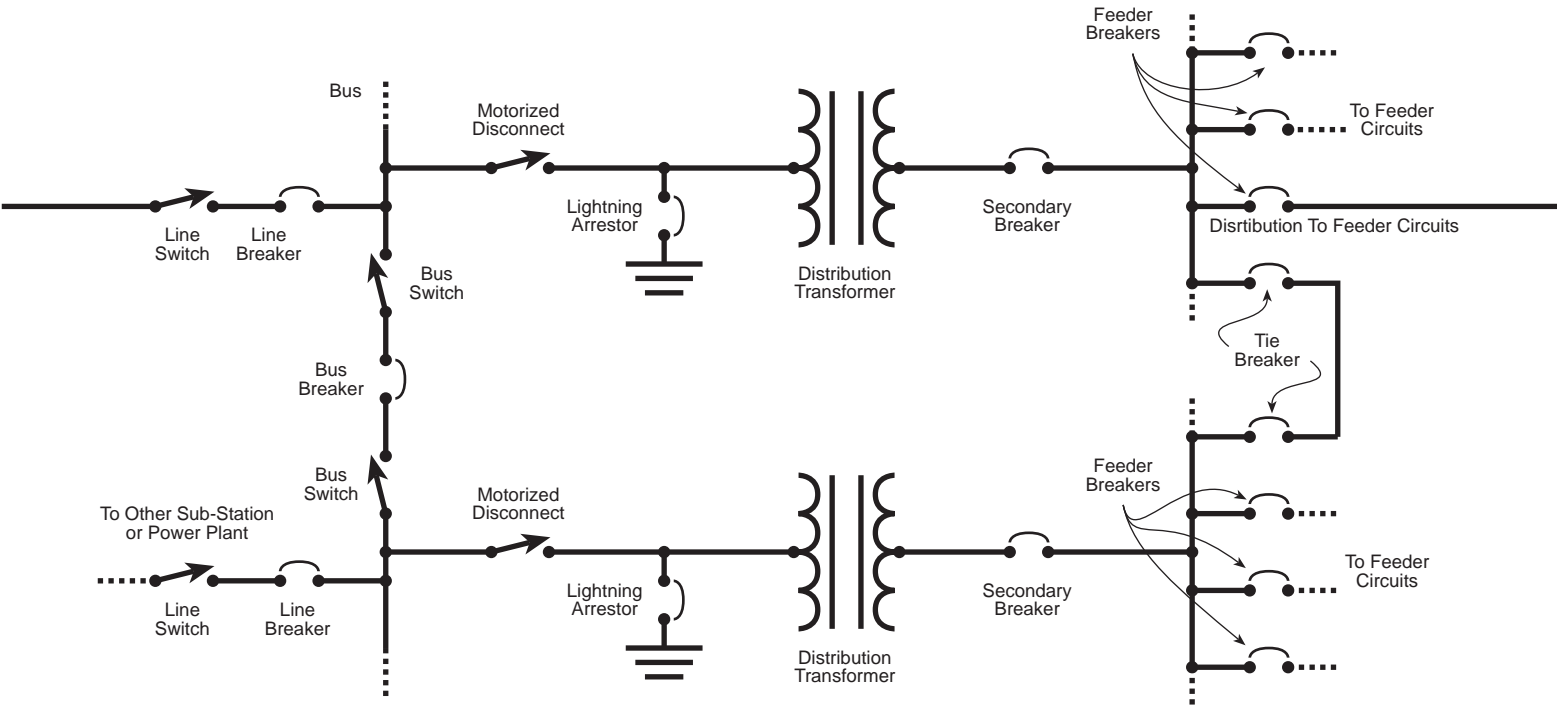 Feeder
Breakers
Bus
Motorized
Disconnect
To Feeder
Circuits
Line
Switch
Line
Breaker
Lightning
Arrestor
Secondary
Breaker
Disrtibution To Feeder Circuits
Bus
Switch
Distribution
Transformer
Tie
Breaker
Bus
Breaker
Bus
Switch
Motorized
Disconnect
Feeder
Breakers
To Other Sub-Station
or Power Plant
Line
Switch
Line
Breaker
Lightning
Arrestor
Secondary
Breaker
To Feeder
Circuits
Distribution
Transformer